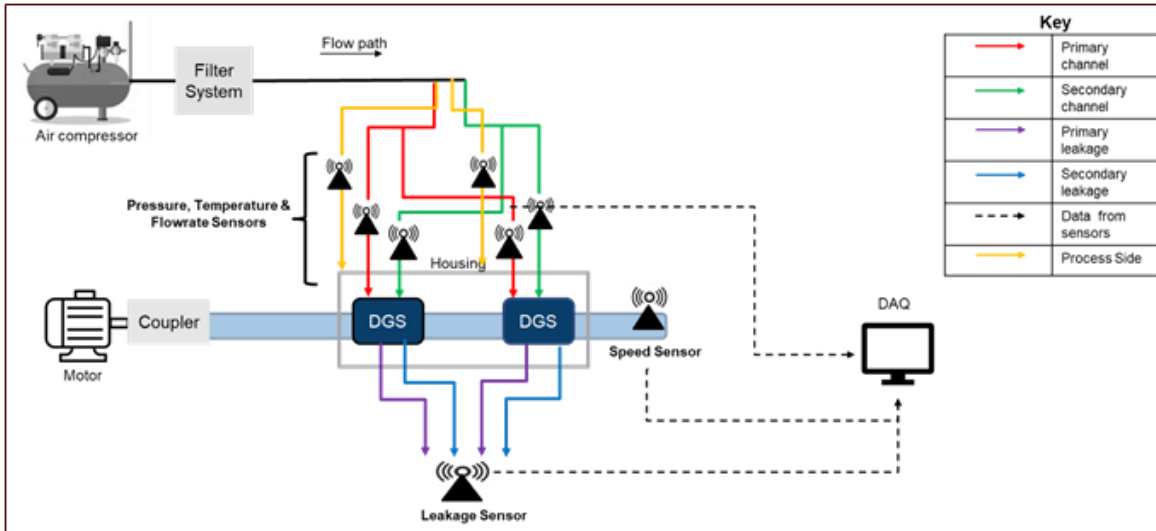 Flow path
Filter
System
Air compressor
Pressure, Temperature &
Flowrate Sensors
Housing
Motor
Coupler
DGS
DGS
Speed Sensor
DAQ
Leakage Sensor
Key
Primary
channel
Secondary
channel
Primary
leakage
Secondary
leakage
Data from
sensors
Process Side